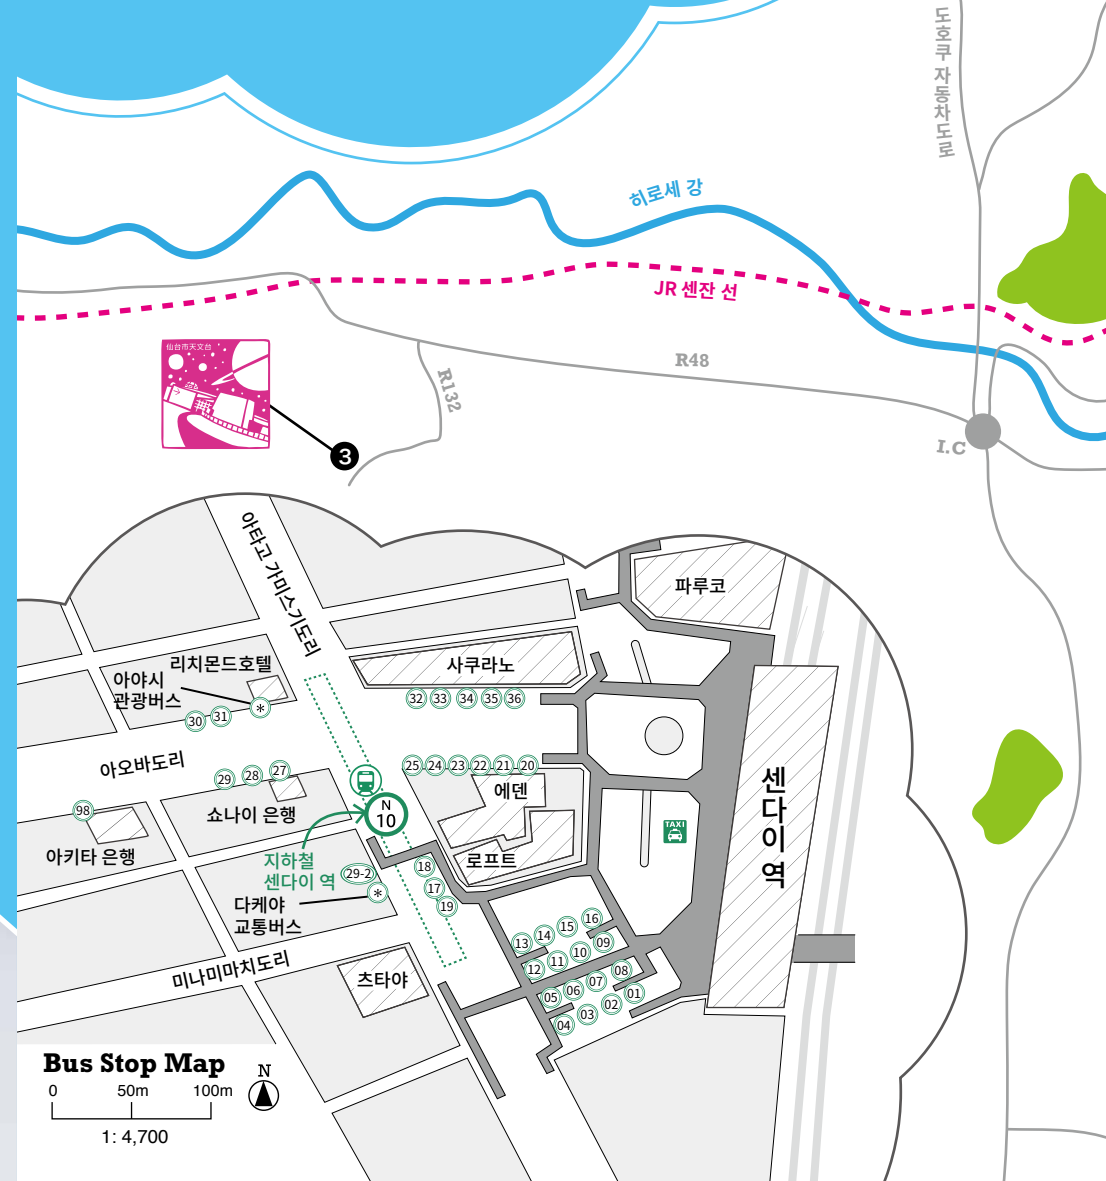 도호쿠 자동차도로
히로세 강
JR 센잔 선
仙台市天文台
R48
R132
3
I.C
아타고 가미스기도리
파루코
리치몬드호텔
사쿠라노
아야시
관광버스
*
32 33 34 35 36
30 31
아오바도리
25 24 23 22 21 20
29 28 27
에덴
센다이 역
N
10
98
쇼나이 은행
TAXI
아키타 은행
로프트
지하철
센다이 역
29-2
18
17
19
*
다케야
교통버스
13 14 15 16
12 11 10 09
미나미마치도리
츠타야
05 06 07 08
04 03 02 01
Bus Stop Map
N
0 50m 100m
1: 4,700